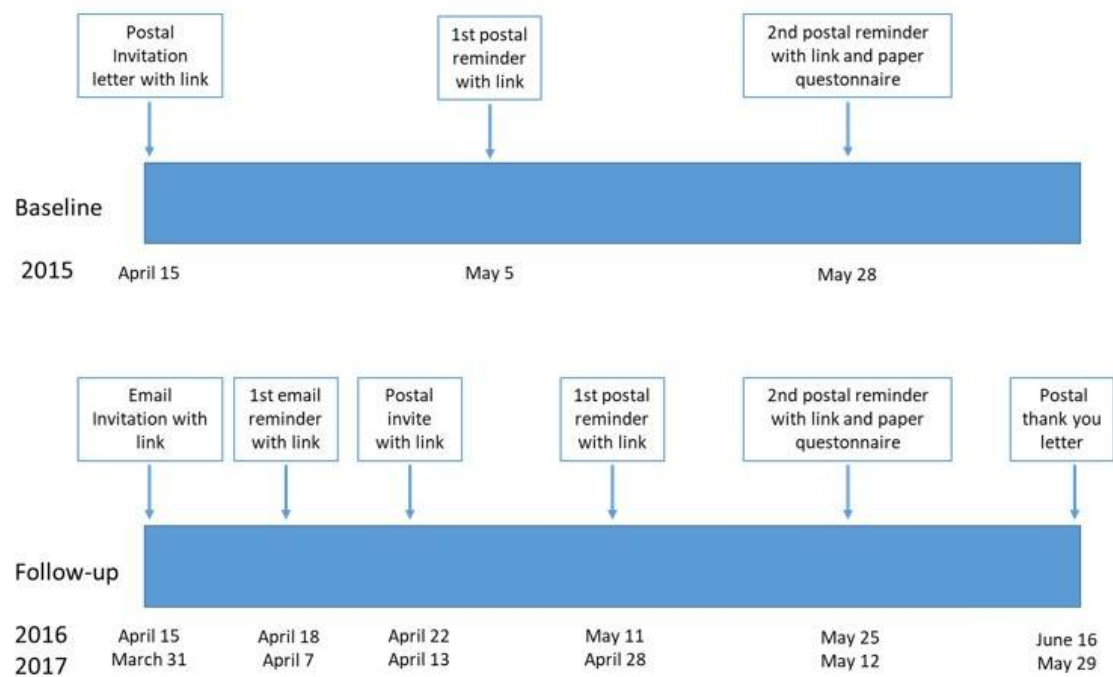 Postal
Invitation
letter with link
1st postal
reminder
with link
2nd postal reminder
with link and paper
questonnaire
Baseline
2015
April 15
May 5
May 28
Email
Invitation with
link
1st email
reminder
with link
Postal
invite
with link
1st postal
reminder
with link
2nd postal reminder
with link and paper
questonnaire
Postal
thank you
letter
Follow-up
2016 April 15 April 18 April 22 May 11 May 25 June 16
2017 March 31 April 7 April 13 April 28 May 12 May 29